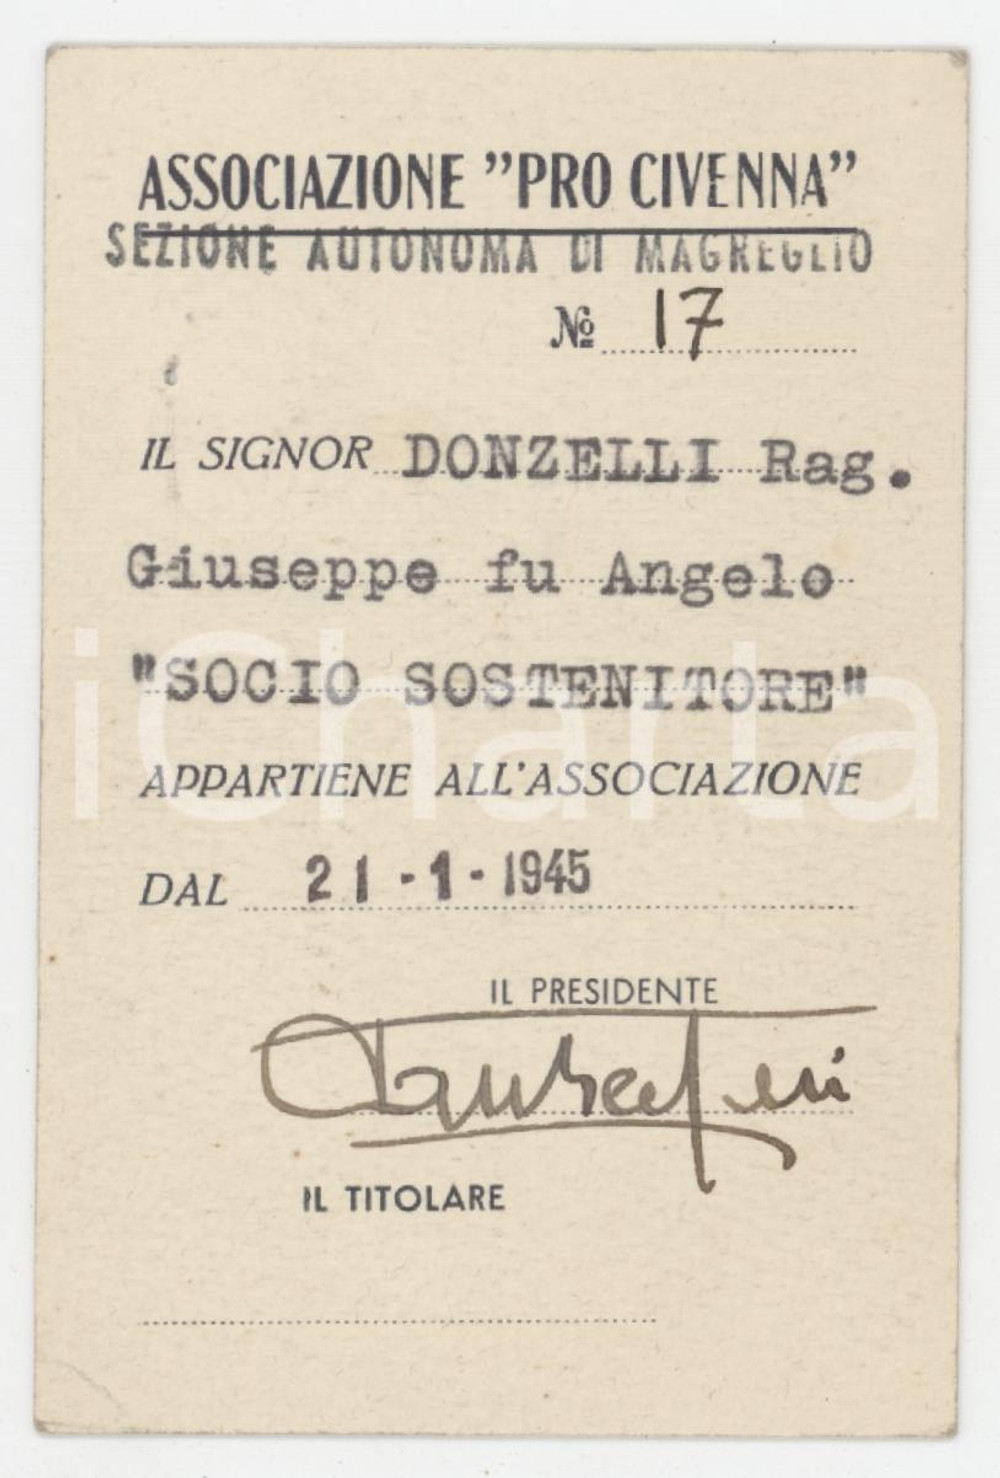 ASSOCIAZIONE "PRO CIVENNA"
SEZIONE AUTONOMA DI MAGREGLIO
№ 17
IL SIGNOR DONZELLI Rag.
Giuseppe fu Angelo
"SOCIO SOSTENITORE"
iCharta
APPARTIENE ALL'ASSOCIAZIONE
DAL 21-1-1945
IL PRESIDENTE
IL TITOLARE